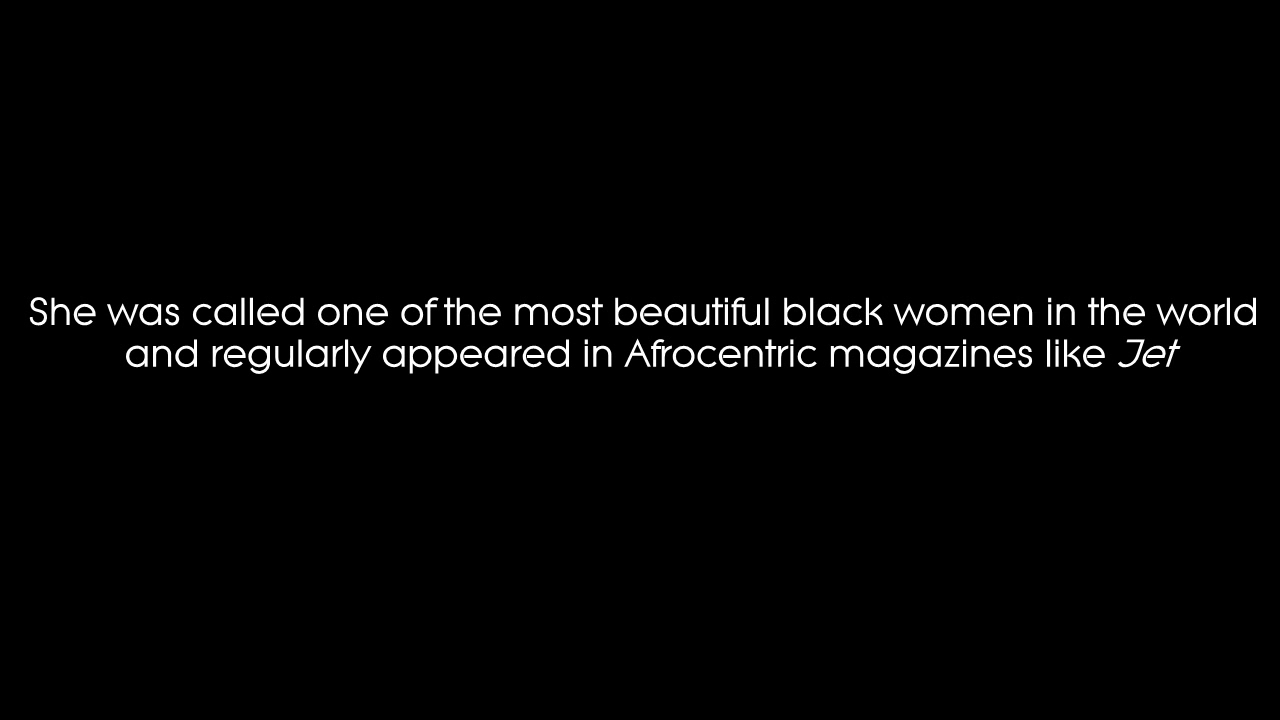 She was called one of the most beautiful black women in the world
and regularly appeared in Afrocentric magazines like Jet